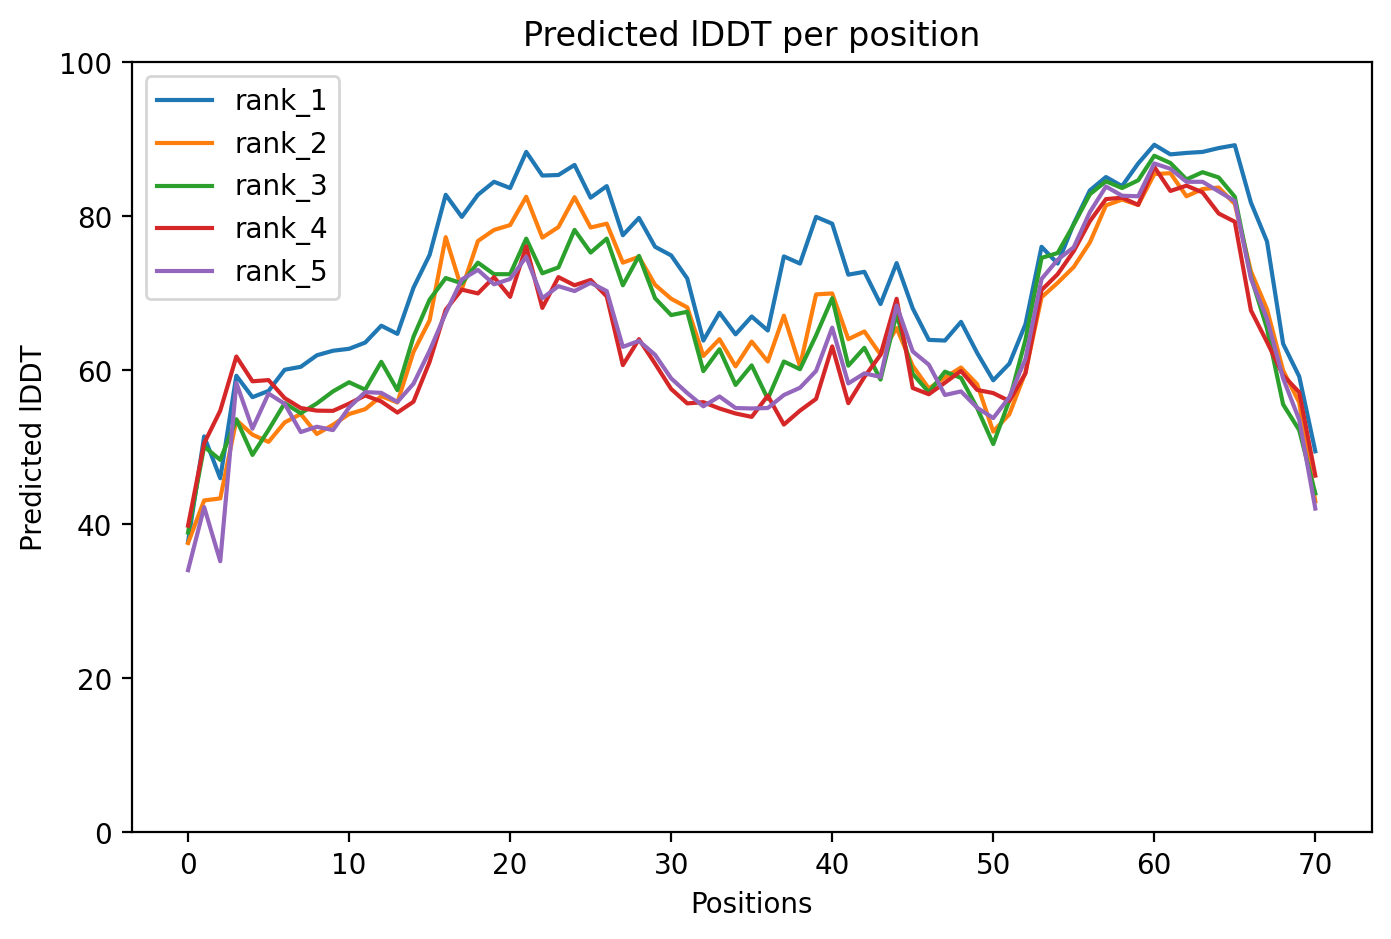 Predicted lDDT per position
100
80
60
40
20
0
Predicted lDDT
rank_1
rank_2
rank_3
rank_4
rank_5
0 10 20 30 40 50 60 70
Positions